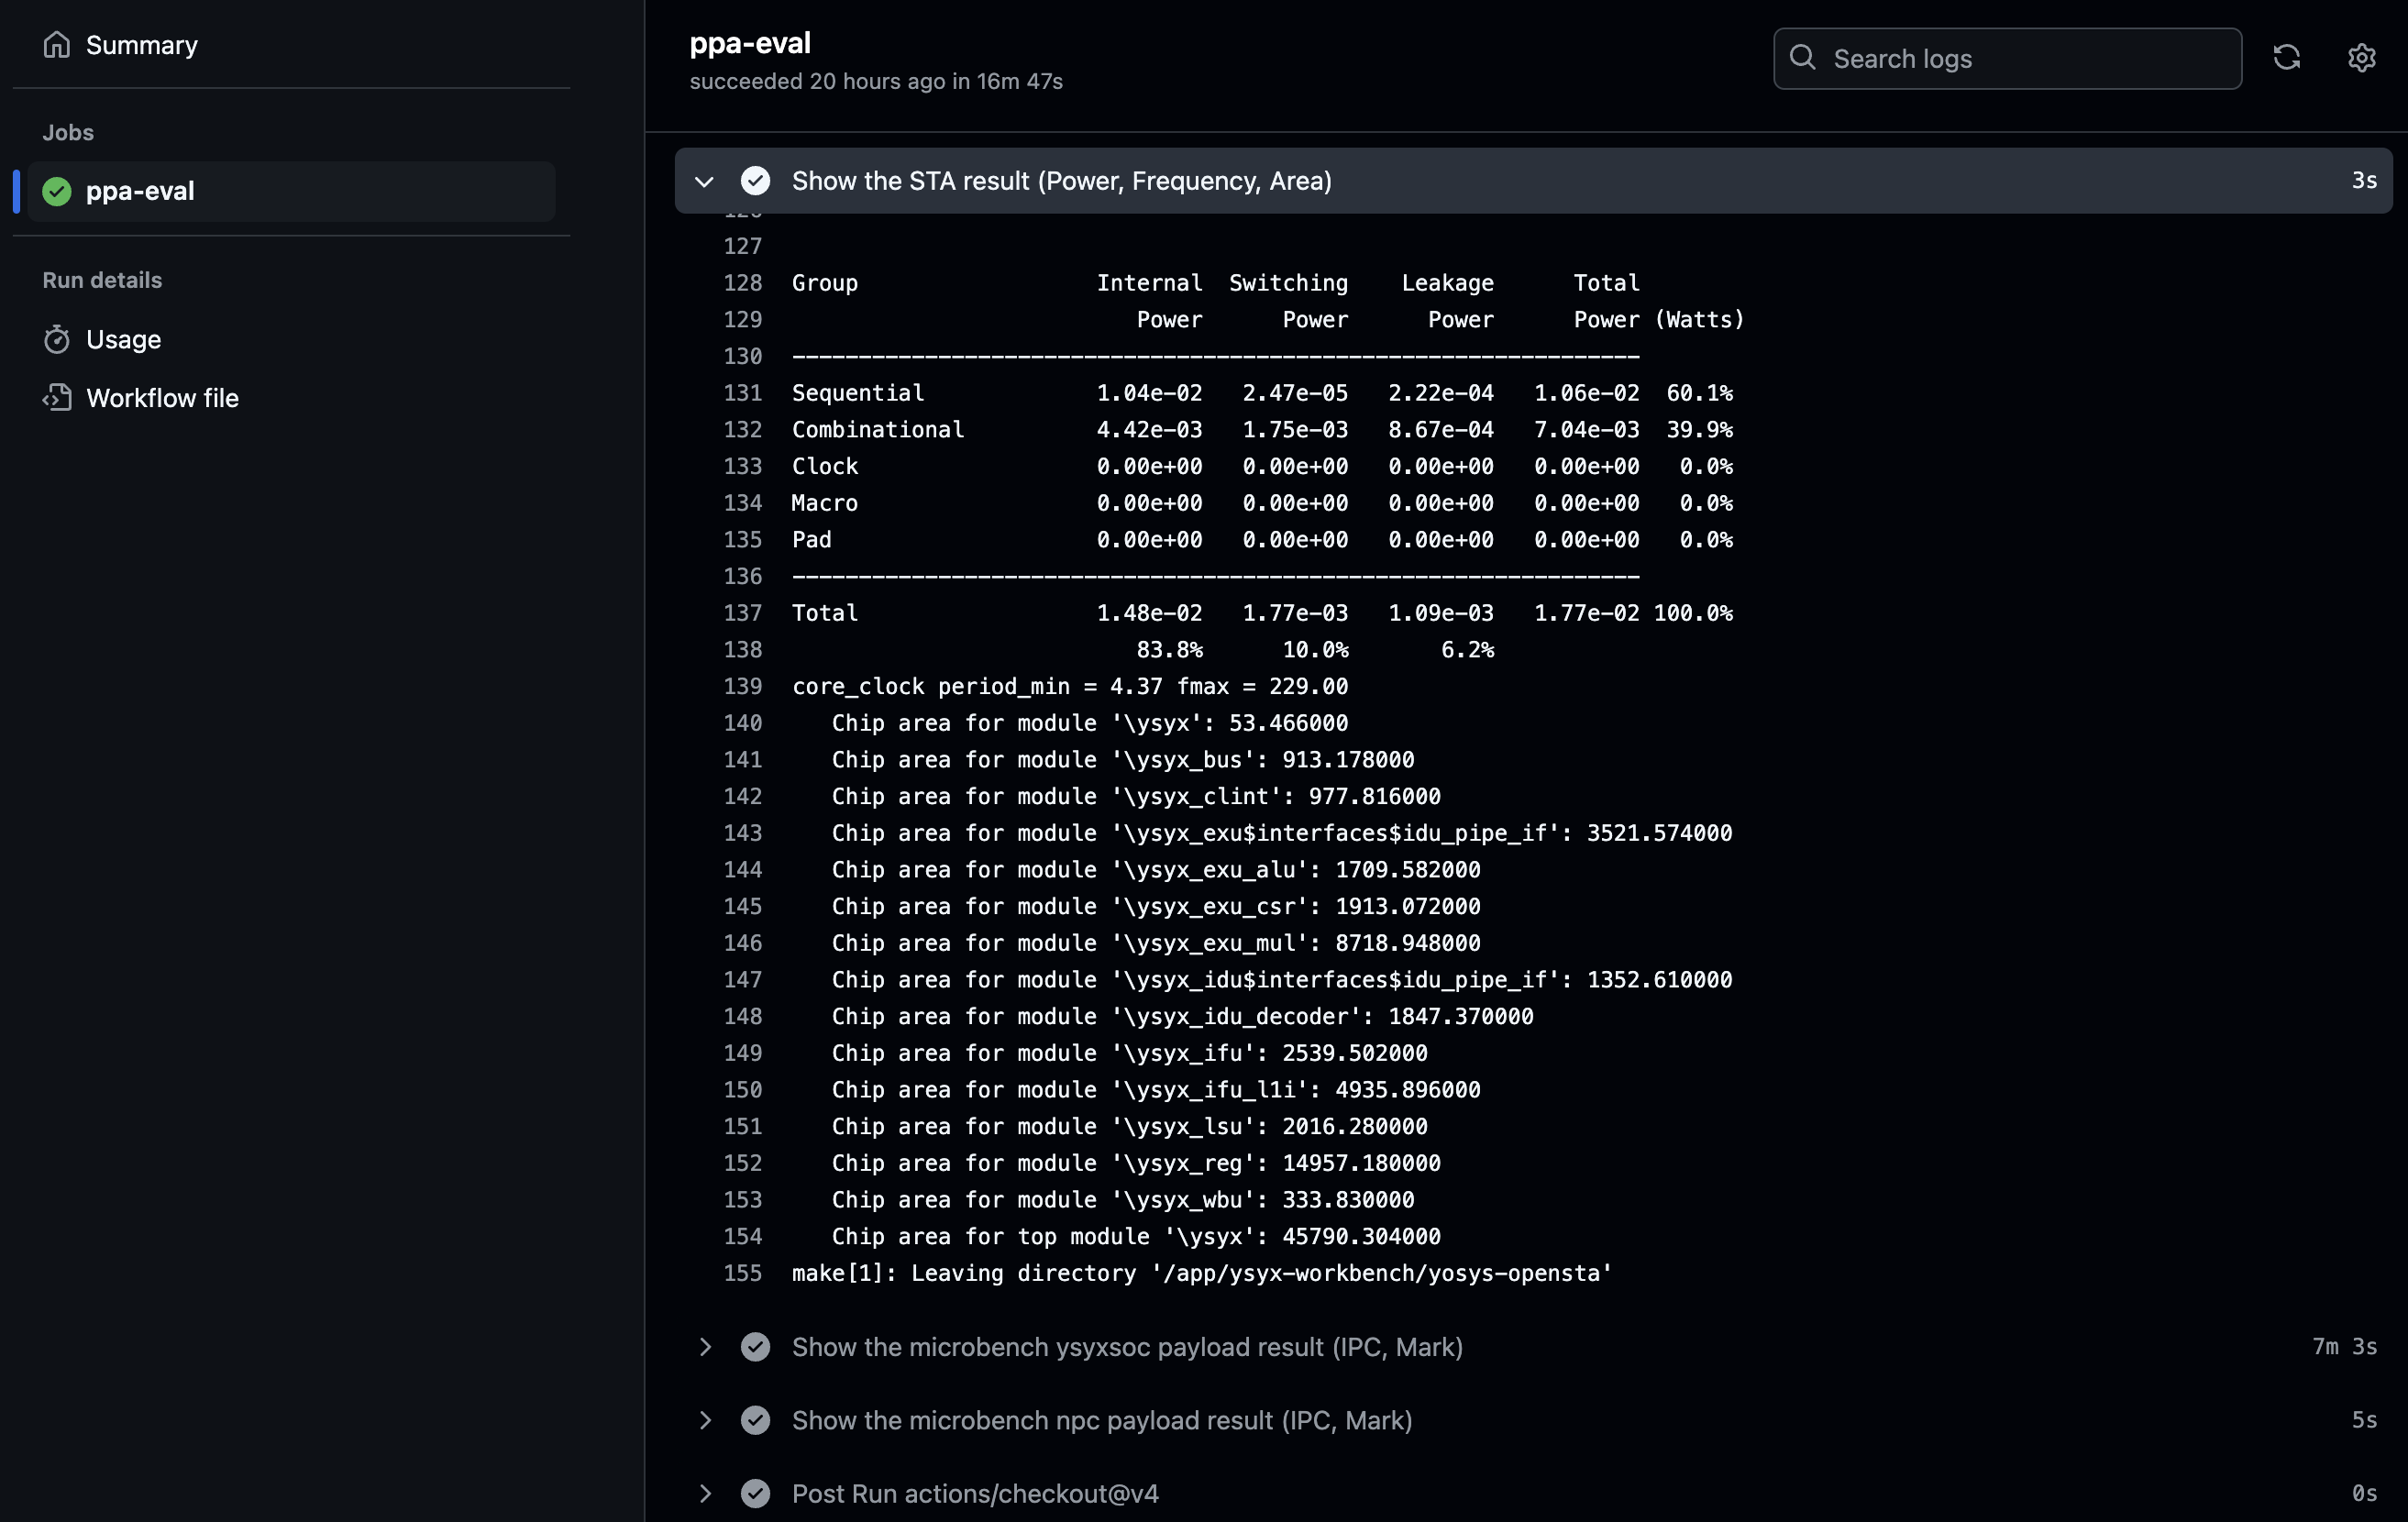 Summary
Jobs
ppa-eval
Run details
Usage
Workflow file
ppa-eval
succeeded 20 hours ago in 16m 47s
Search logs
Show the STA result (Power, Frequency, Area) 3s
127
128 Group Internal Switching Leakage Total
129 Power Power Power Power (Watts)
130 ----------------------------------------------------------------
131 Sequential 1.04e-02 2.47e-05 2.22e-04 1.06e-02 60.1%
132 Combinational 4.42e-03 1.75e-03 8.67e-04 7.04e-03 39.9%
133 Clock 0.00e+00 0.00e+00 0.00e+00 0.00e+00 0.0%
134 Macro 0.00e+00 0.00e+00 0.00e+00 0.00e+00 0.0%
135 Pad 0.00e+00 0.00e+00 0.00e+00 0.00e+00 0.0%
136 ----------------------------------------------------------------
137 Total 1.48e-02 1.77e-03 1.09e-03 1.77e-02 100.0%
138 83.8% 10.0% 6.2%
139 core_clock period_min = 4.37 fmax = 229.00
140 Chip area for module '\ysyx': 53.466000
141 Chip area for module '\ysyx_bus': 913.178000
142 Chip area for module '\ysyx_clint': 977.816000
143 Chip area for module '\ysyx_exu$interfaces$idu_pipe_if': 3521.574000
144 Chip area for module '\ysyx_exu_alu': 1709.582000
145 Chip area for module '\ysyx_exu_csr': 1913.072000
146 Chip area for module '\ysyx_exu_mul': 8718.948000
147 Chip area for module '\ysyx_idu$interfaces$idu_pipe_if': 1352.610000
148 Chip area for module '\ysyx_idu_decoder': 1847.370000
149 Chip area for module '\ysyx_ifu': 2539.502000
150 Chip area for module '\ysyx_ifu_l1i': 4935.896000
151 Chip area for module '\ysyx_lsu': 2016.280000
152 Chip area for module '\ysyx_reg': 14957.180000
153 Chip area for module '\ysyx_wbu': 333.830000
154 Chip area for top module '\ysyx': 45790.304000
155 make[1]: Leaving directory '/app/ysyx-workbench/yosys-opensta'
Show the microbench ysyxsoc payload result (IPC, Mark) 7m 3s
Show the microbench npc payload result (IPC, Mark) 5s
Post Run actions/checkout@v4 0s